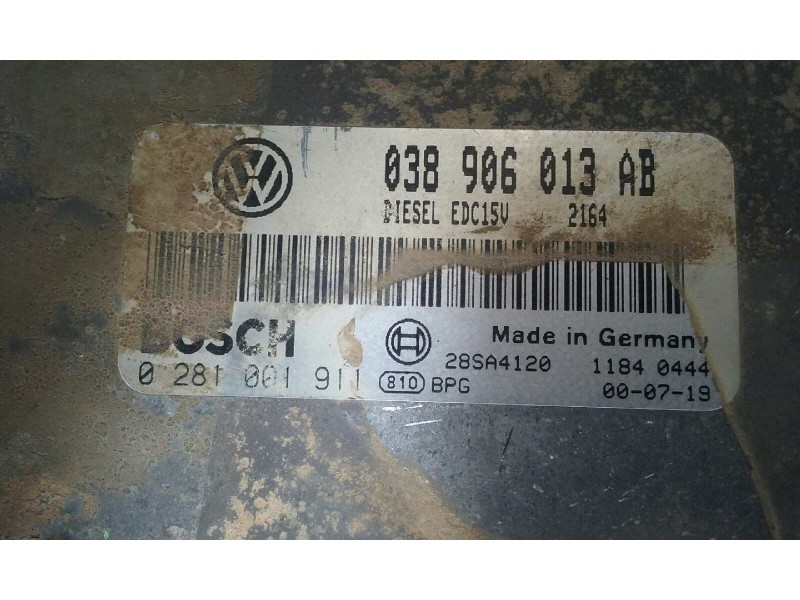 038 906 013 AB
DIESEL EDC15V 2164
BOSCH
Made in Germany
0 281 001 911
28SA4120 1184 0444
810 BPG 00-07-19